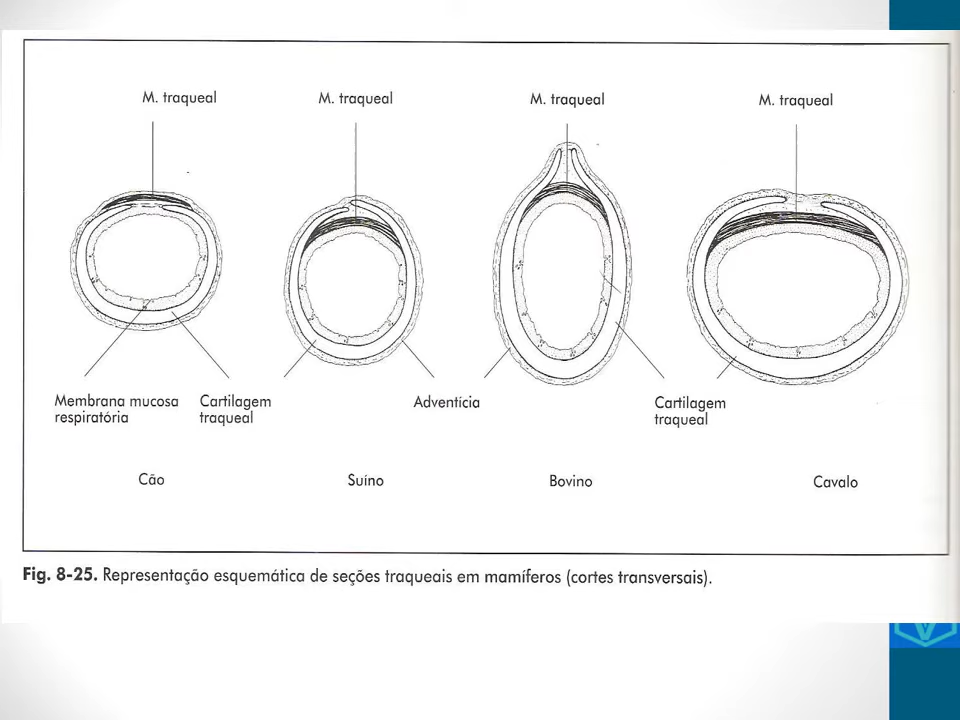 M. traqueal
M. traqueal
M. traqueal
M. traqueal
Membrana mucosa
respiratória
Cartilagem
traqueal
Adventícia
Cartilagem
traqueal
Cão
Suíno
Bovino
Cavalo
Fig. 8-25. Representação esquemática de seções traqueais em mamíferos (cortes transversais).